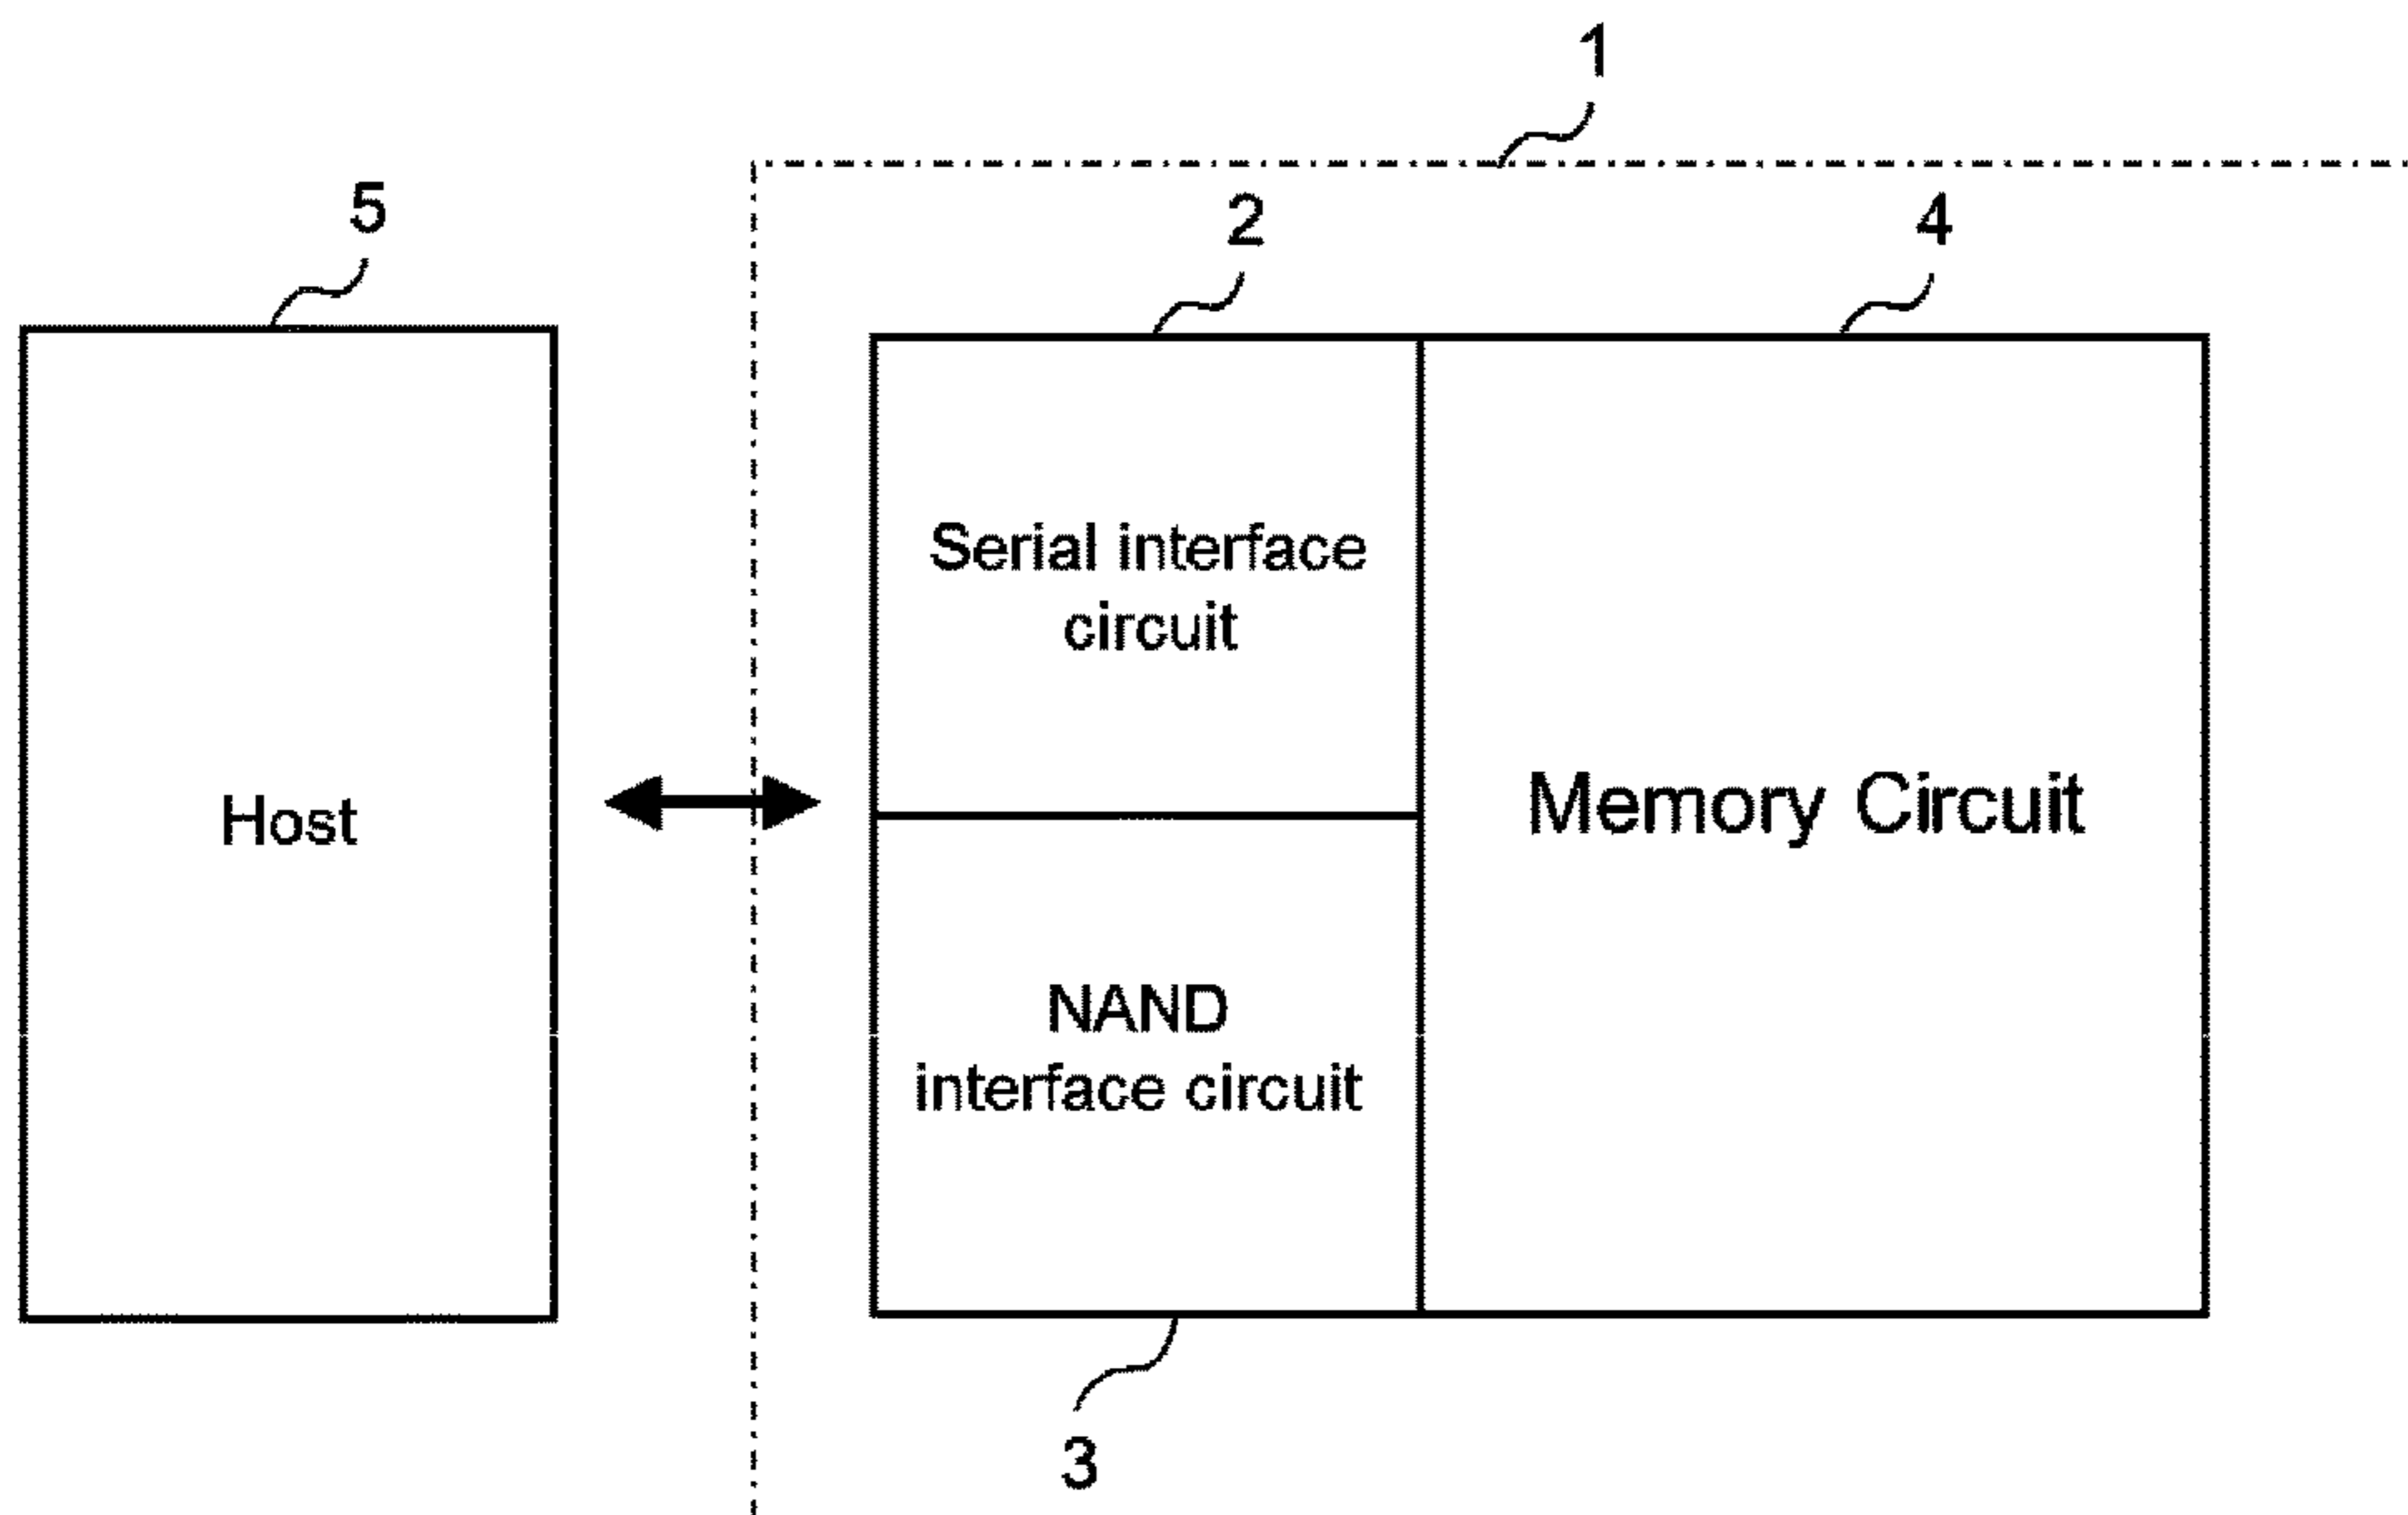 1
5
2
4
Serial interface
circuit
Host
Memory Circuit
NAND
interface circuit
3